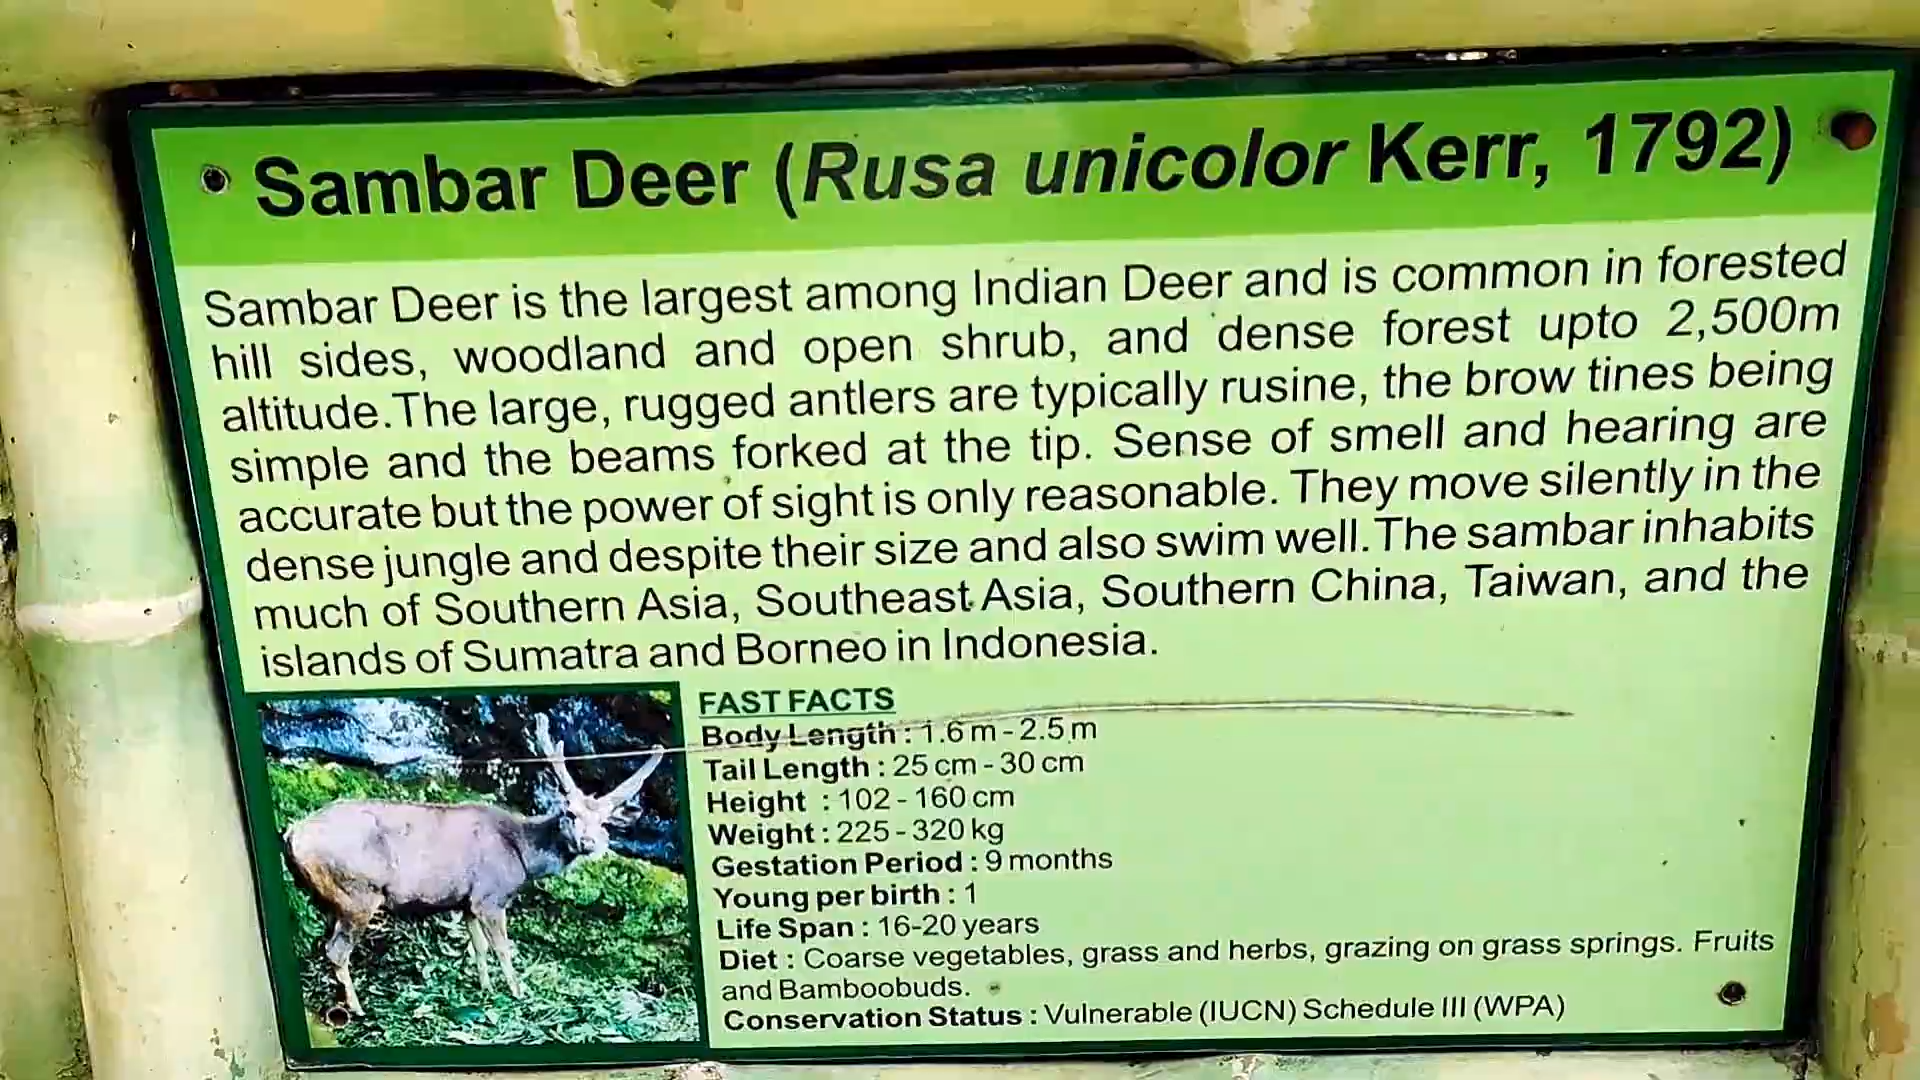 Sambar Deer (Rusa unicolor Kerr, 1792)
Sambar Deer is the largest among Indian Deer and is common in forested
hill sides, woodland and open shrub, and dense forest upto 2,500m
altitude.The large, rugged antlers are typically rusine, the brow tines being
simple and the beams forked at the tip. Sense of smell and hearing are
accurate but the power of sight is only reasonable. They move silently in the
dense jungle and despite their size and also swim well.The sambar inhabits
much of Southern Asia, Southeast Asia, Southern China, Taiwan, and the
islands of Sumatra and Borneo in Indonesia.
FAST FACTS
Body Length : 1.6 m - 2.5 m
Tail Length : 25 cm - 30 cm
Height : 102 - 160 cm
Weight : 225 - 320 kg
Gestation Period : 9 months
Young per birth : 1
Life Span : 16-20 years
Diet : Coarse vegetables, grass and herbs, grazing on grass springs. Fruits
and Bamboobuds.
Conservation Status : Vulnerable (IUCN) Schedule III (WPA)